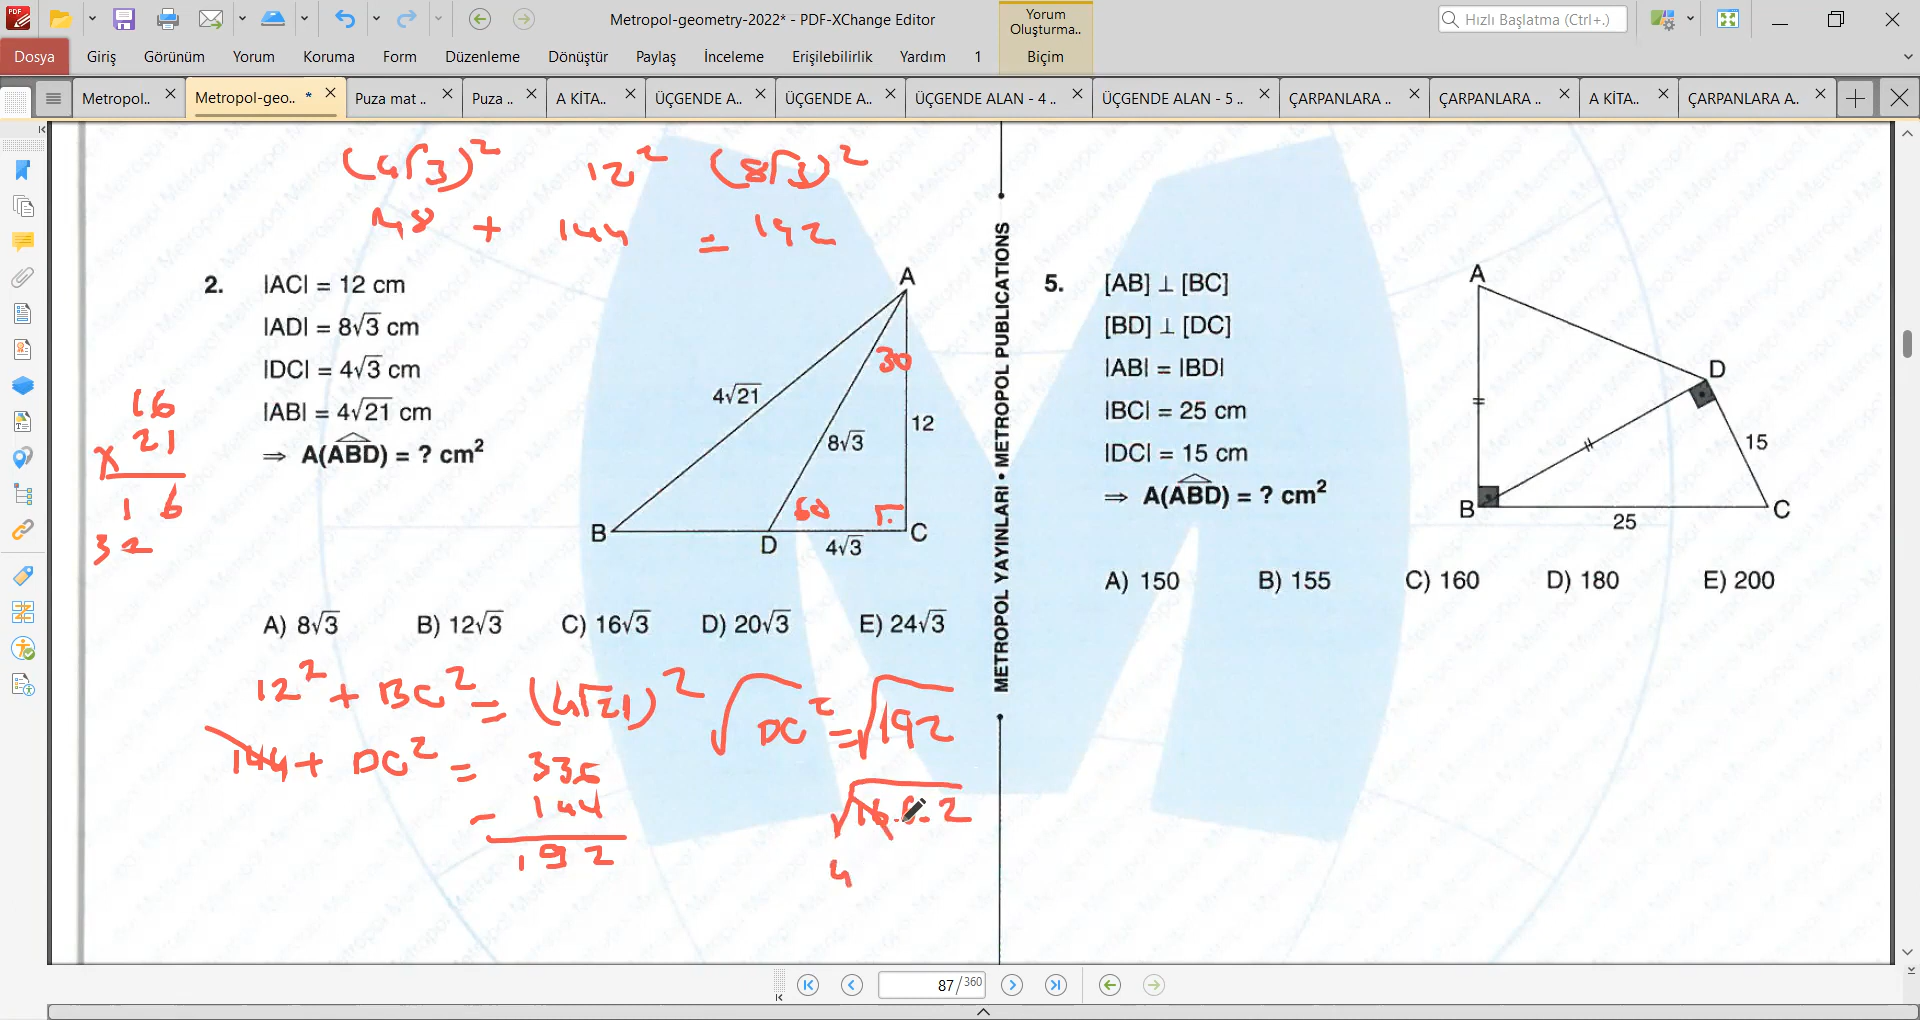 Metropol-geometry-2022* - PDF-XChange Editor
Yorum Oluşturma..
Hızlı Başlatma (Ctrl+.)
Dosya Giriş Görünüm Yorum Koruma Form Düzenleme Dönüştür Paylaş İnceleme Erişilebilirlik Yardım 1 Biçim
Metropol.. Metropol-geo.. * Puza mat .. Puza .. A KİTA.. ÜÇGENDE A.. ÜÇGENDE A.. ÜÇGENDE ALAN - 4 .. ÜÇGENDE ALAN - 5 .. ÇARPANLARA .. ÇARPANLARA .. A KİTA.. ÇARPANLARA A..
(4√3)² 12² (8√3)²
48 + 144 = 192
2. |AC| = 12 cm
|AD| = 8√3 cm
|DC| = 4√3 cm
|AB| = 4√21 cm
⇒ A(ABD) = ? cm²
A
30
4√21
8√3
12
60
B D C
4√3
16
x 21
16
32
A) 8√3 B) 12√3 C) 16√3 D) 20√3 E) 24√3
12² + BC² = (4√21)²
144 + DC² = 336
- 144
192
√DC² = √192
√16.6.2
4
METROPOL YAYINLARI • METROPOL PUBLICATIONS
5. [AB] ⊥ [BC]
[BD] ⊥ [DC]
|AB| = |BD|
|BC| = 25 cm
|DC| = 15 cm
⇒ A(ABD) = ? cm²
A
D
15
B C
25
A) 150 B) 155 C) 160 D) 180 E) 200
87 / 360